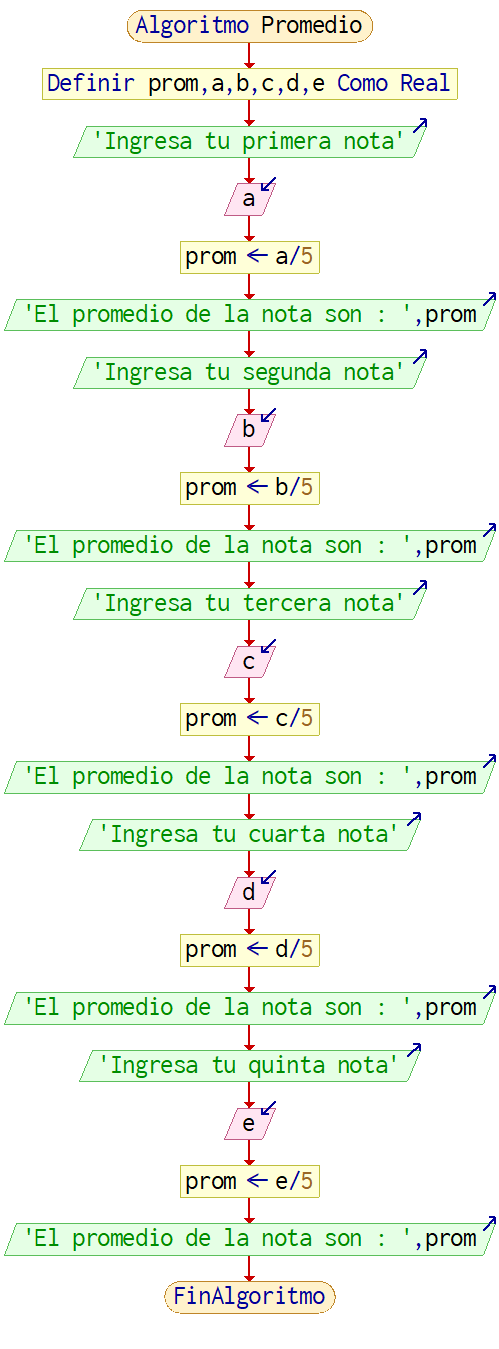 Algoritmo Promedio
Definir prom,a,b,c,d,e Como Real
'Ingresa tu primera nota'
a
prom ← a/5
'El promedio de la nota son : ',prom
'Ingresa tu segunda nota'
b
prom ← b/5
'El promedio de la nota son : ',prom
'Ingresa tu tercera nota'
c
prom ← c/5
'El promedio de la nota son : ',prom
'Ingresa tu cuarta nota'
d
prom ← d/5
'El promedio de la nota son : ',prom
'Ingresa tu quinta nota'
e
prom ← e/5
'El promedio de la nota son : ',prom
FinAlgoritmo